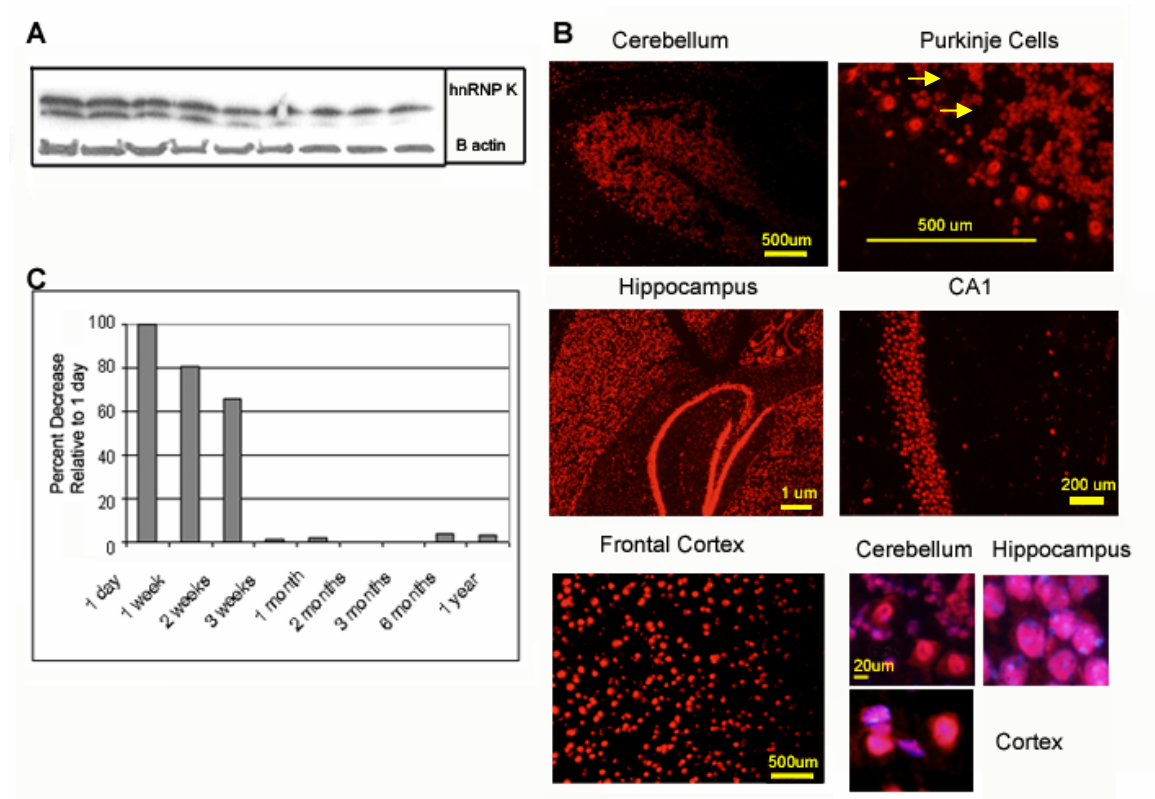 A
hnRNP K
B actin
B
Cerebellum
Purkinje Cells
500um
500 um
Hippocampus
CA1
1 um
200 um
Frontal Cortex
500um
Cerebellum
Hippocampus
20um
Cortex
C
Percent Decrease
Relative to 1 day
100
80
60
40
20
0
1 day
1 week
2 weeks
3 weeks
1 month
2 months
3 months
6 months
1 year